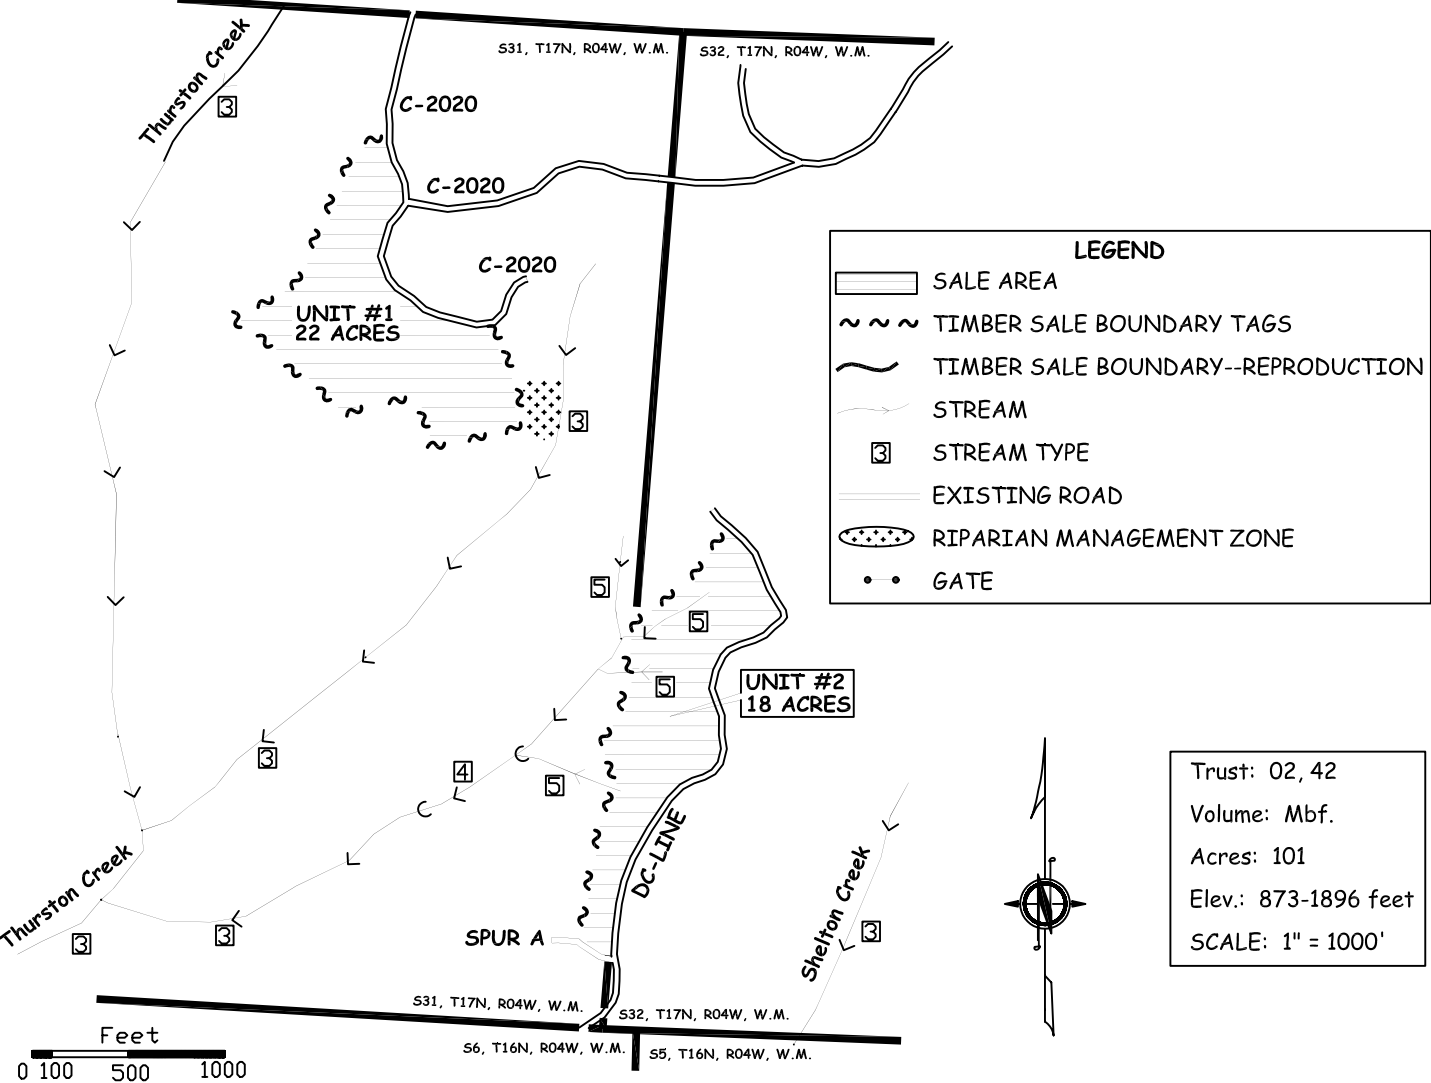 Thurston Creek
S31, T17N, R04W, W.M.
S32, T17N, R04W, W.M.
3
C-2020
C-2020
C-2020
UNIT #1
22 ACRES
3
LEGEND
SALE AREA
TIMBER SALE BOUNDARY TAGS
TIMBER SALE BOUNDARY--REPRODUCTION
STREAM
3 STREAM TYPE
EXISTING ROAD
RIPARIAN MANAGEMENT ZONE
GATE
5
5
5
UNIT #2
18 ACRES
3
4
5
DC-LINE
Thurston Creek
3
3
SPUR A
Shelton Creek
3
Trust: 02, 42
Volume: Mbf.
Acres: 101
Elev.: 873-1896 feet
SCALE: 1" = 1000'
S31, T17N, R04W, W.M.
S32, T17N, R04W, W.M.
S6, T16N, R04W, W.M.
S5, T16N, R04W, W.M.
Feet
0 100 500 1000